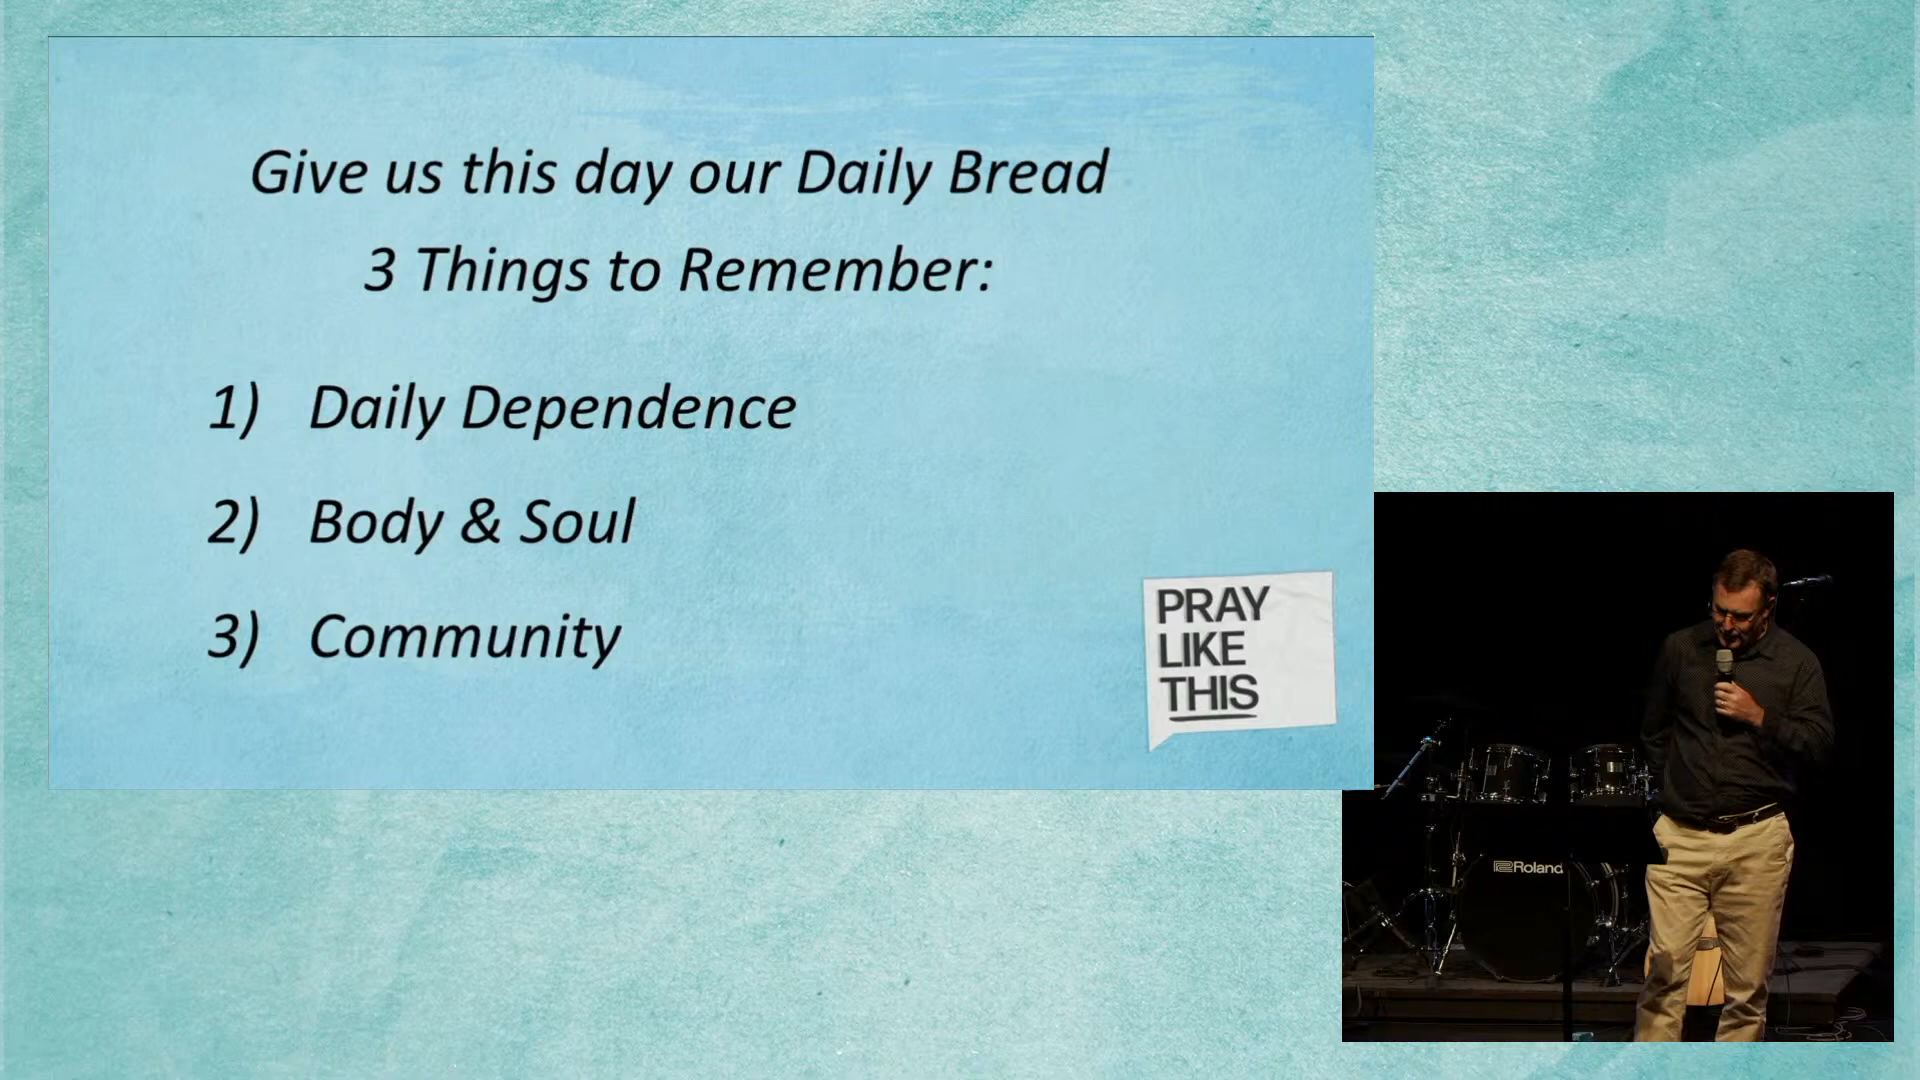 Give us this day our Daily Bread
3 Things to Remember:
1) Daily Dependence
2) Body & Soul
3) Community
PRAY
LIKE
THIS
Roland